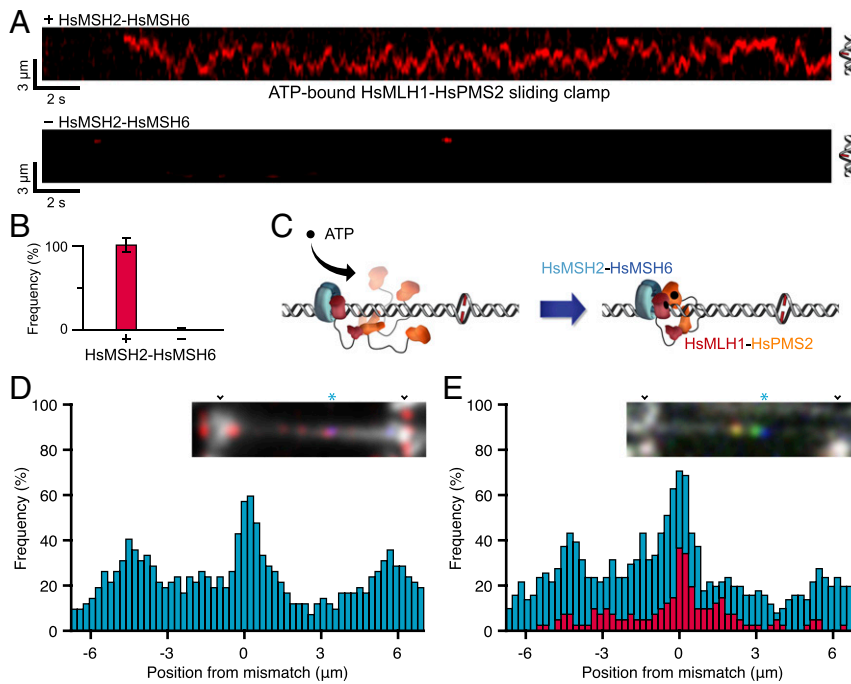 A
+ HsMSH2-HsMSH6
3 µm
2 s
ATP-bound HsMLH1-HsPMS2 sliding clamp
− HsMSH2-HsMSH6
3 µm
2 s
B
Frequency (%)
100
0
+ −
HsMSH2-HsMSH6
C
ATP
HsMSH2-HsMSH6
HsMLH1-HsPMS2
D
*
Frequency (%)
100
80
60
40
20
0
-6 -3 0 3 6
Position from mismatch (µm)
E
*
Frequency (%)
100
80
60
40
20
0
-6 -3 0 3 6
Position from mismatch (µm)